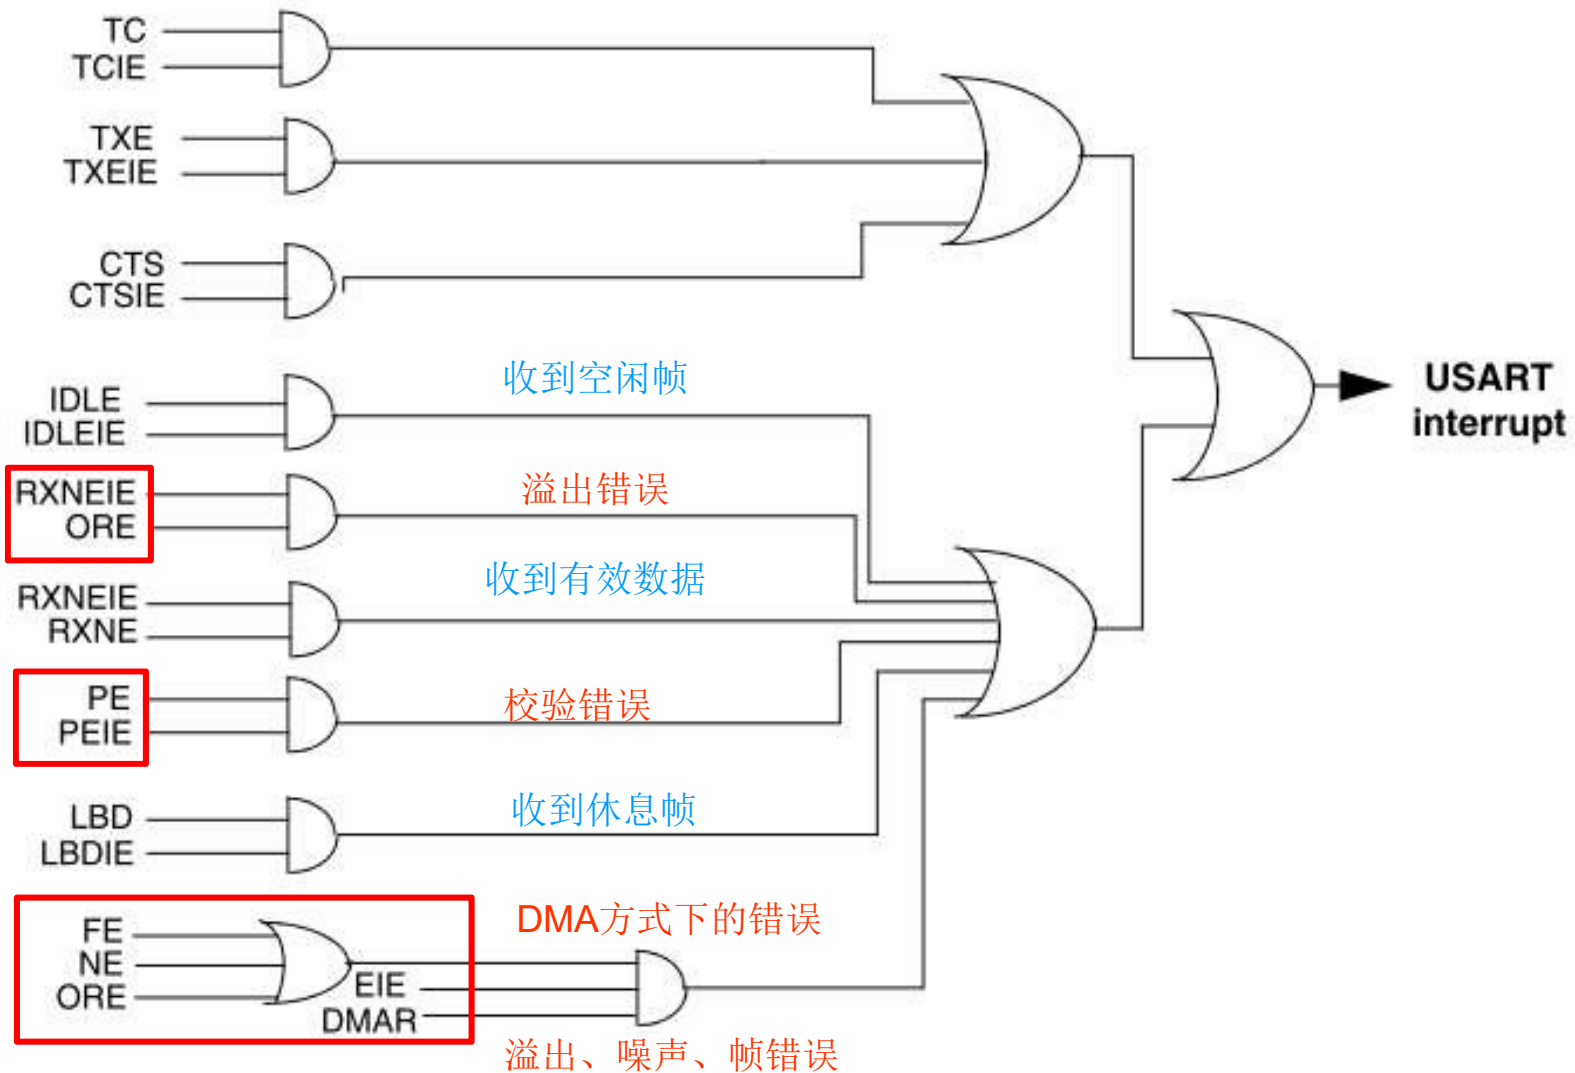 TC
TCIE
TXE
TXEIE
CTS
CTSIE
收到空闲帧
IDLE
IDLEIE
USART
interrupt
RXNEIE
ORE
溢出错误
收到有效数据
RXNEIE
RXNE
PE
PEIE
校验错误
LBD
LBDIE
收到休息帧
DMA方式下的错误
FE
NE
ORE
EIE
DMAR
溢出、噪声、帧错误